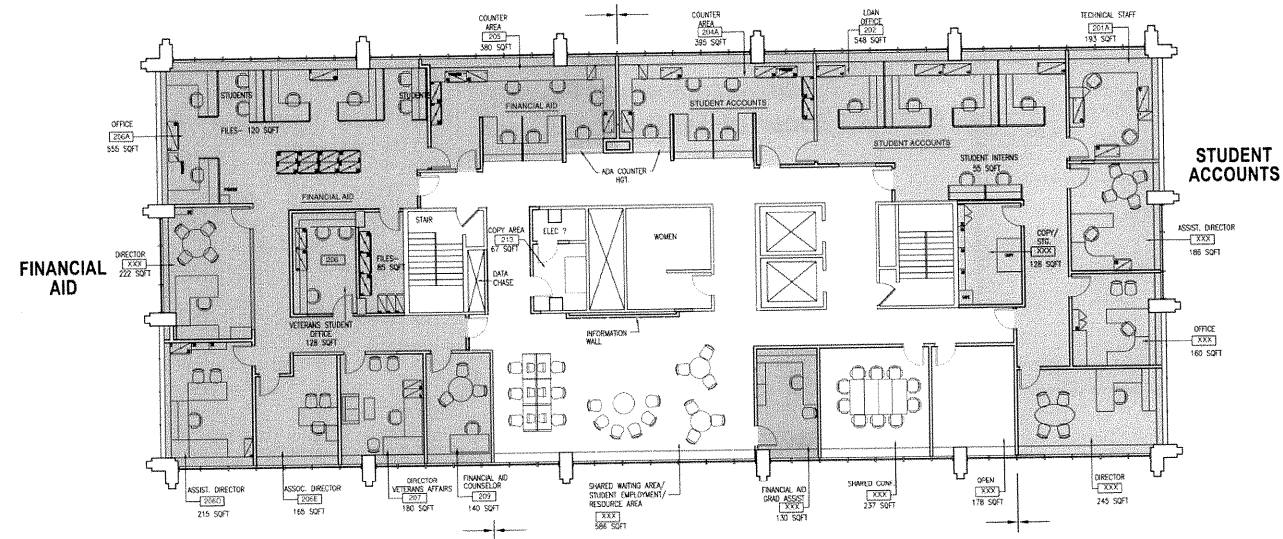 COUNTER
AREA
205
380 SQFT
COUNTER
AREA
204A
395 SQFT
LOAN
OFFICE
202
548 SQFT
TECHNICAL STAFF
201A
193 SQFT
STUDENTS
STUDENTS
FINANCIAL AID
STUDENT ACCOUNTS
OFFICE
206A
555 SQFT
FILES- 120 SQFT
STUDENT ACCOUNTS
STUDENT INTERNS
55 SQFT
STUDENT
ACCOUNTS
ADA COUNTER
HGT.
FINANCIAL AID
STAIR
COPY AREA
213
67 SQFT
ELEC ?
WOMEN
COPY/
STG.
XXX
128 SQFT
ASSIST. DIRECTOR
XXX
186 SQFT
FINANCIAL
AID
DIRECTOR
XXX
222 SQFT
206
FILES-
85 SQFT
DATA
CHASE
VETERANS STUDENT
OFFICE
128 SQFT
INFORMATION
WALL
OFFICE
XXX
160 SQFT
ASSIST. DIRECTOR
206D
215 SQFT
ASSOC. DIRECTOR
206E
165 SQFT
DIRECTOR
VETERANS AFFAIRS
207
180 SQFT
FINANCIAL AID
COUNSELOR
209
140 SQFT
SHARED WAITING AREA/
STUDENT EMPLOYMENT/
RESOURCE AREA
XXX
586 SQFT
FINANCIAL AID
GRAD ASSIST
XXX
130 SQFT
SHARED CONF.
XXX
237 SQFT
OPEN
XXX
178 SQFT
DIRECTOR
XXX
245 SQFT